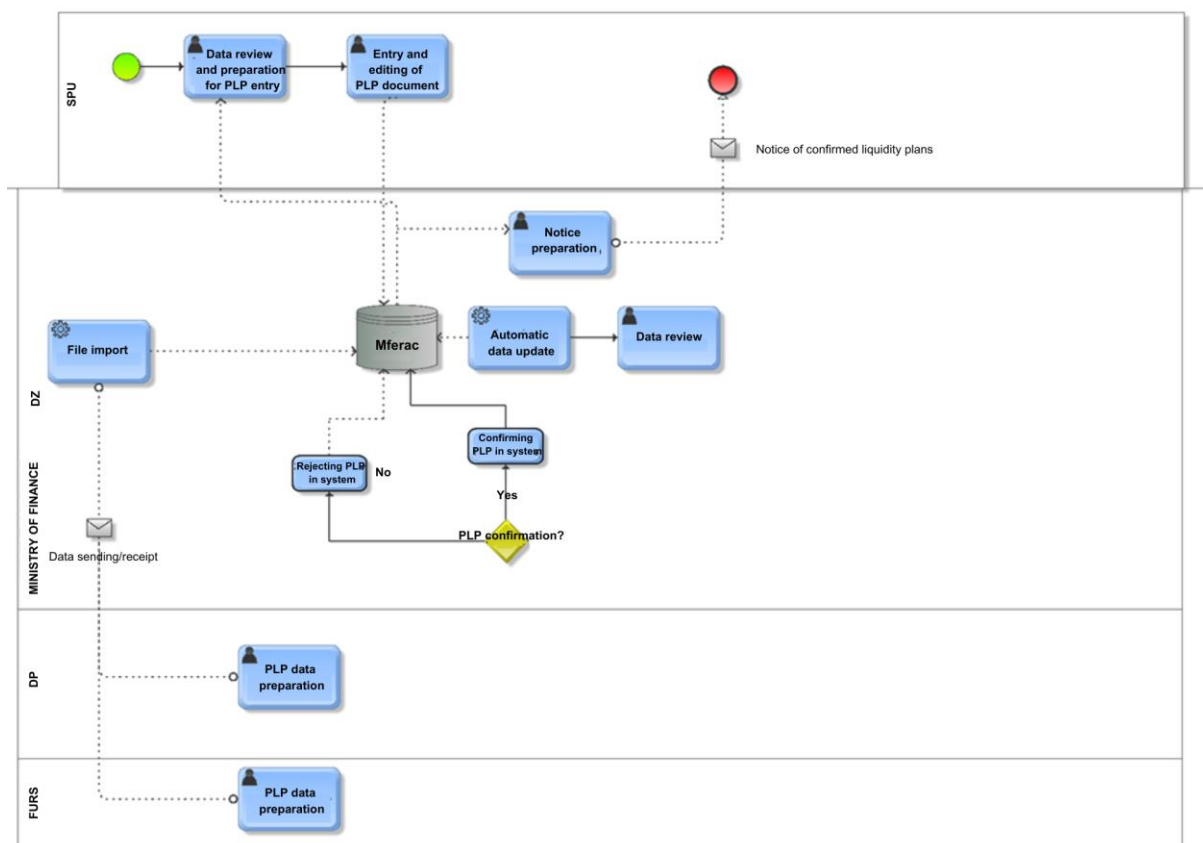 SPU
Data review
and preparation
for PLP entry
Entry and
editing of
PLP document
Notice of confirmed liquidity plans
MINISTRY OF FINANCE
DZ
Notice
preparation
File import
Mferac
Automatic
data update
Data review
Rejecting PLP
in system
No
Confirming
PLP in system
Yes
PLP confirmation?
Data sending/receipt
DP
PLP data
preparation
FURS
PLP data
preparation